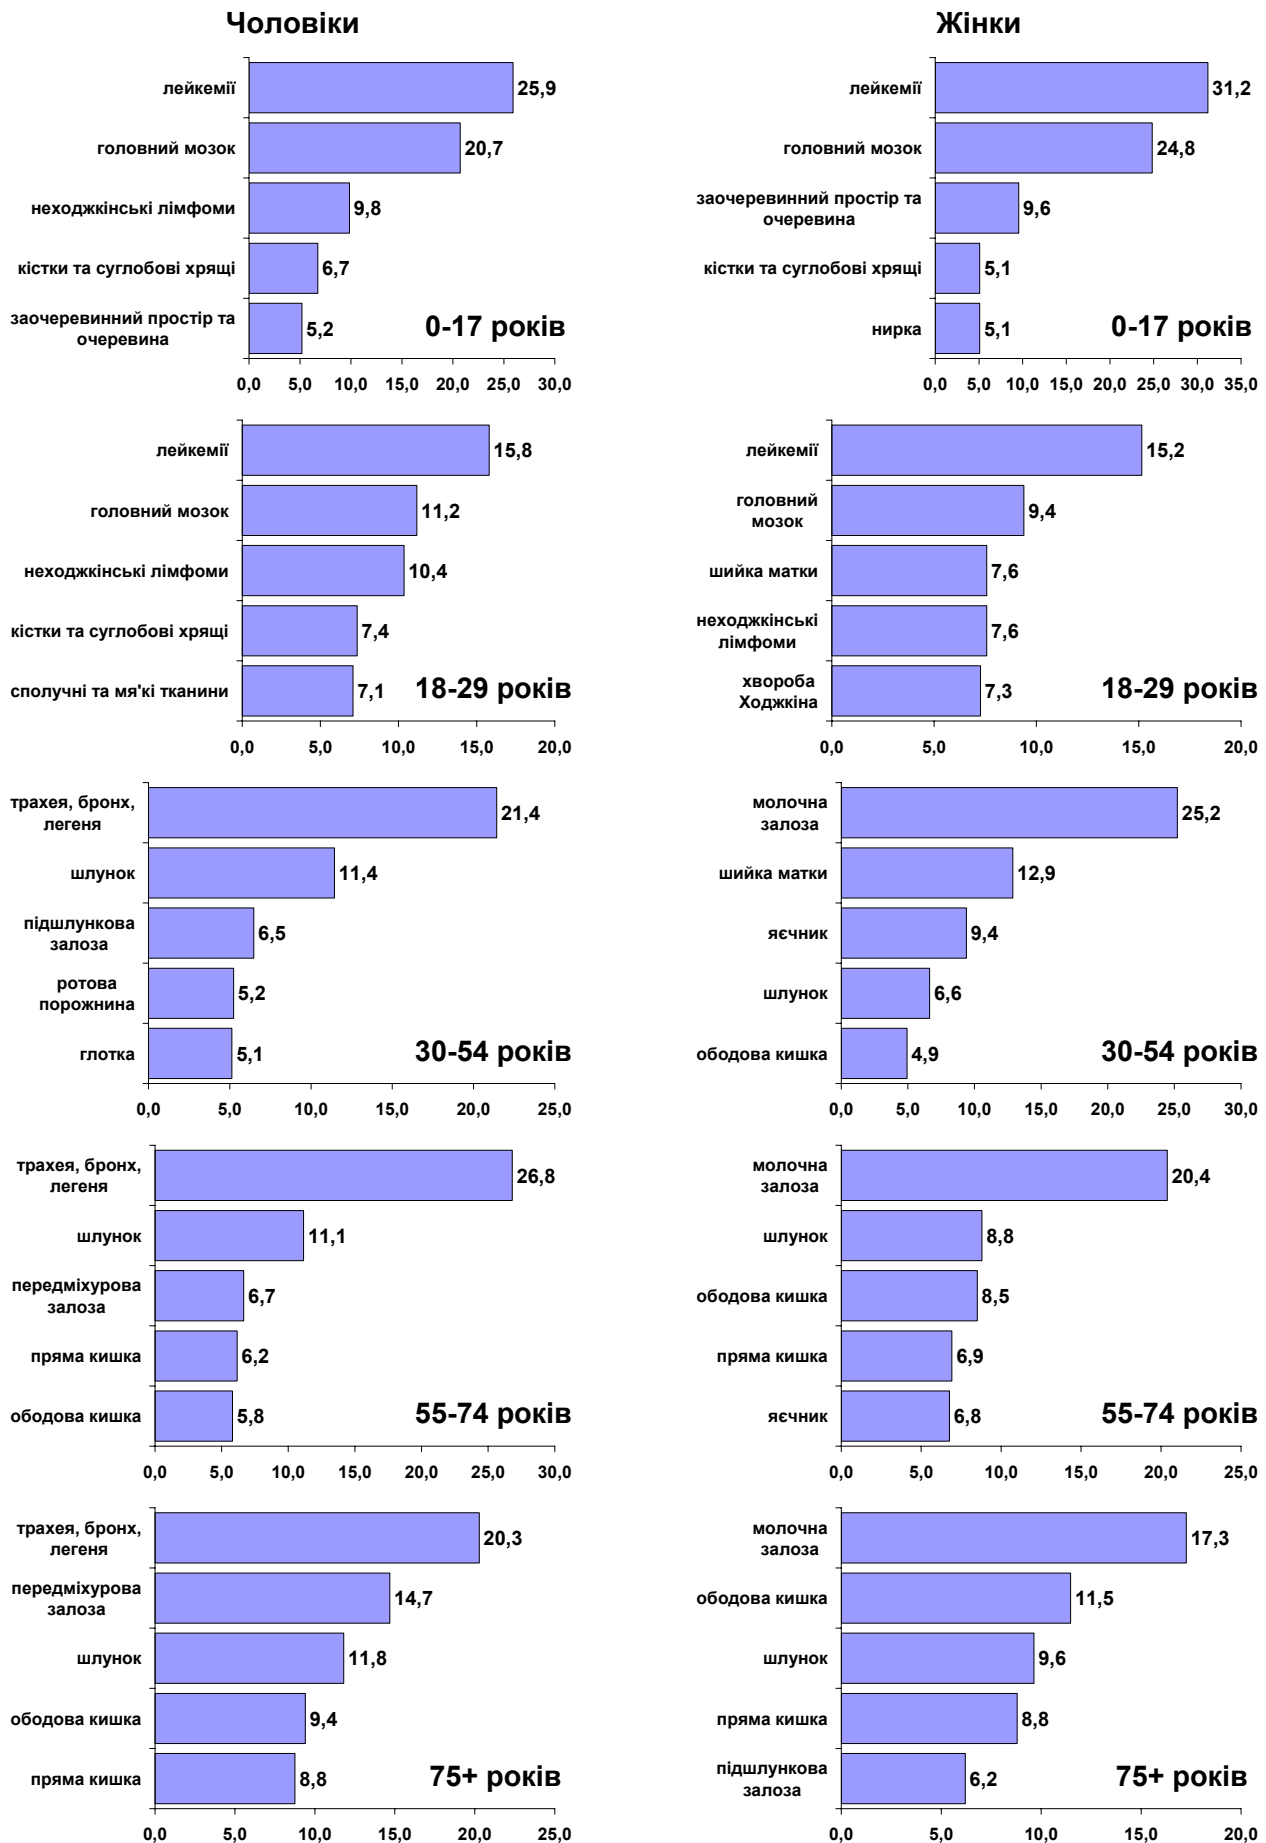 Чоловіки
лейкемії
25,9
головний мозок
20,7
неходжкінські лімфоми
9,8
кістки та суглобові хрящі
6,7
заочеревинний простір та
очеревина
5,2
0-17 років
0,0 5,0 10,0 15,0 20,0 25,0 30,0
лейкемії
15,8
головний мозок
11,2
неходжкінські лімфоми
10,4
кістки та суглобові хрящі
7,4
сполучні та мя'кі тканини
7,1
18-29 років
0,0 5,0 10,0 15,0 20,0
трахея, бронх,
легеня
21,4
шлунок
11,4
підшлункова
залоза
6,5
ротова
порожнина
5,2
глотка
5,1
30-54 років
0,0 5,0 10,0 15,0 20,0 25,0
трахея, бронх,
легеня
26,8
шлунок
11,1
передміхурова
залоза
6,7
пряма кишка
6,2
ободова кишка
5,8
55-74 років
0,0 5,0 10,0 15,0 20,0 25,0 30,0
трахея, бронх,
легеня
20,3
передміхурова
залоза
14,7
шлунок
11,8
ободова кишка
9,4
пряма кишка
8,8
75+ років
0,0 5,0 10,0 15,0 20,0 25,0
Жінки
лейкемії
31,2
головний мозок
24,8
заочеревинний простір та
очеревина
9,6
кістки та суглобові хрящі
5,1
нирка
5,1
0-17 років
0,0 5,0 10,0 15,0 20,0 25,0 30,0 35,0
лейкемії
15,2
головний
мозок
9,4
шийка матки
7,6
неходжкінські
лімфоми
7,6
хвороба
Ходжкіна
7,3
18-29 років
0,0 5,0 10,0 15,0 20,0
молочна
залоза
25,2
шийка матки
12,9
яєчник
9,4
шлунок
6,6
ободова кишка
4,9
30-54 років
0,0 5,0 10,0 15,0 20,0 25,0 30,0
молочна
залоза
20,4
шлунок
8,8
ободова кишка
8,5
пряма кишка
6,9
яєчник
6,8
55-74 років
0,0 5,0 10,0 15,0 20,0 25,0
молочна
залоза
17,3
ободова кишка
11,5
шлунок
9,6
пряма кишка
8,8
підшлункова
залоза
6,2
75+ років
0,0 5,0 10,0 15,0 20,0